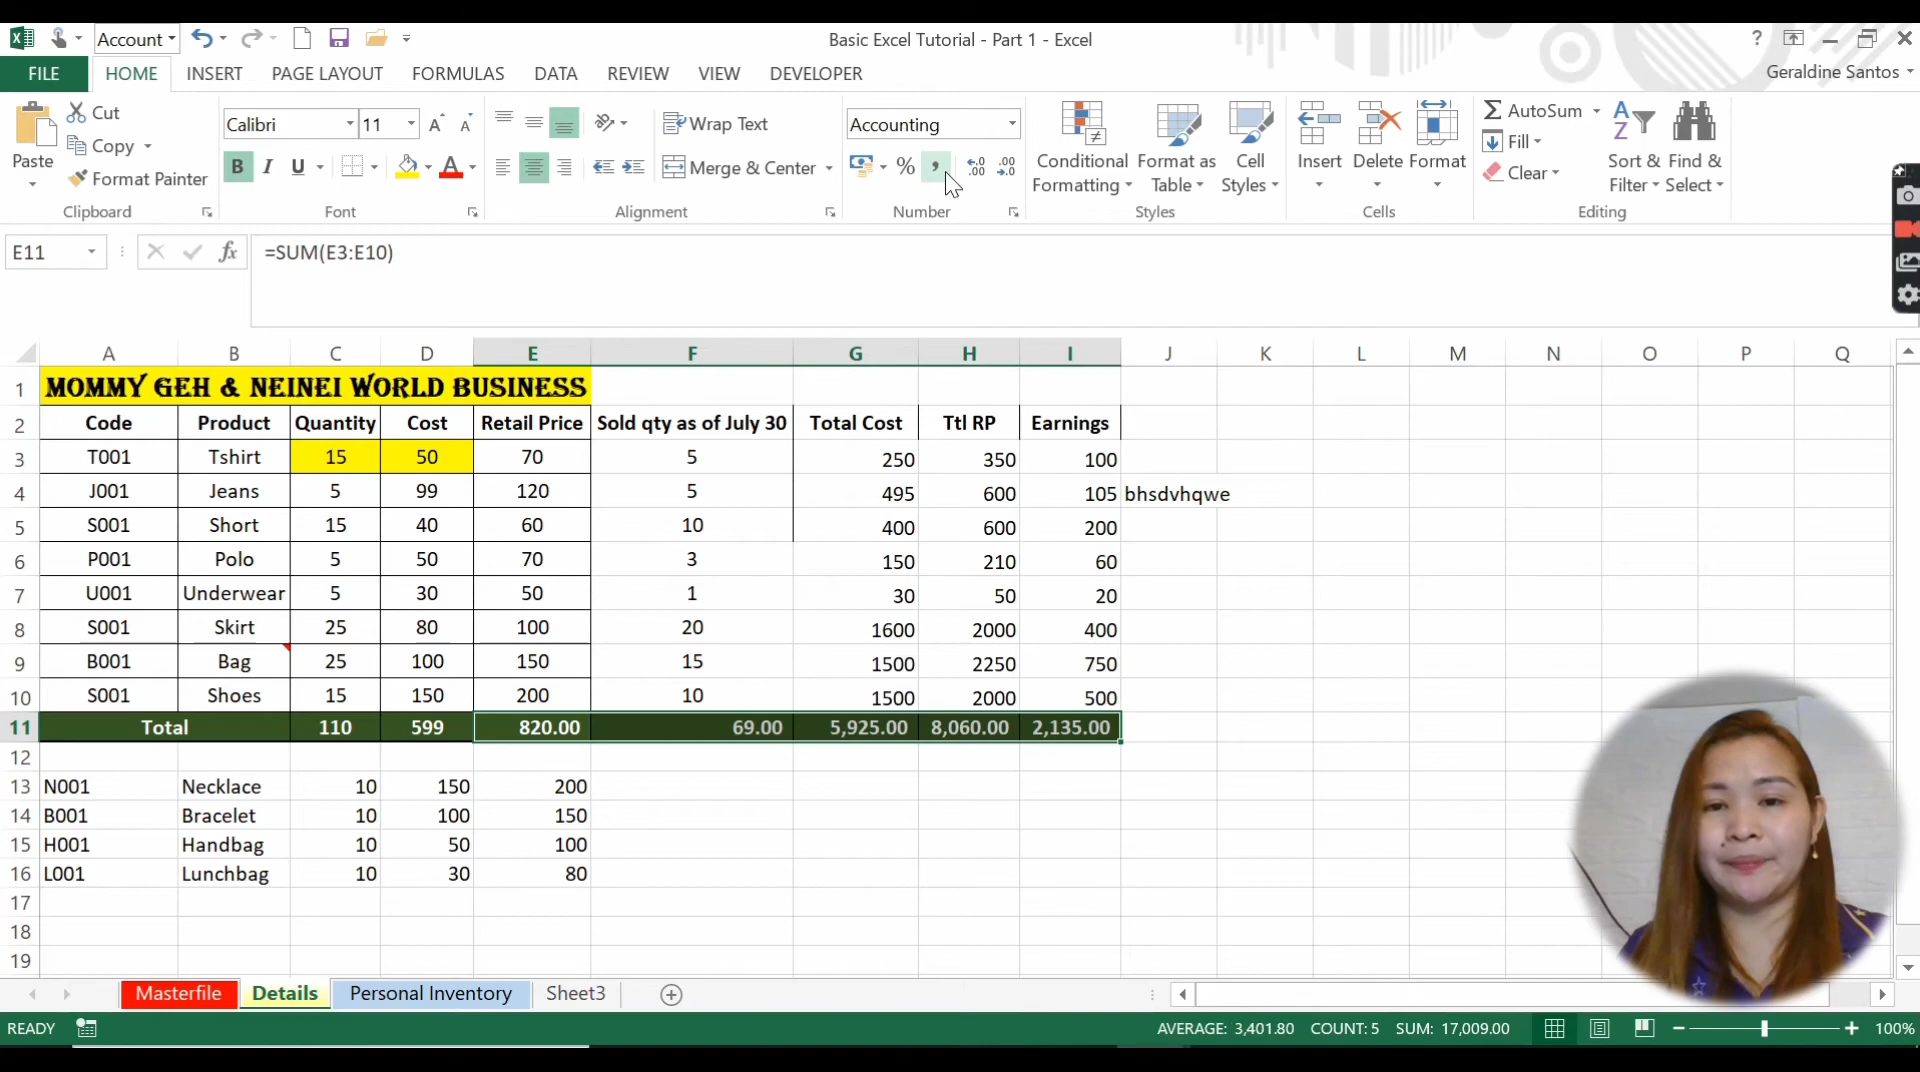 Account
Basic Excel Tutorial - Part 1 - Excel
?
FILE HOME INSERT PAGE LAYOUT FORMULAS DATA REVIEW VIEW DEVELOPER
Geraldine Santos
Paste
Cut
Copy
Format Painter
Clipboard
Calibri 11
B I U
Font
Wrap Text
Merge & Center
Alignment
Accounting
% ,
Number
Conditional Formatting
Format as Table
Cell Styles
Styles
Insert
Delete
Format
Cells
AutoSum
Fill
Clear
Sort & Filter
Find & Select
Editing
E11 fx =SUM(E3:E10)
A B C D E F G H I J K L M N O P Q
1 MOMMY GEH & NEINEI WORLD BUSINESS
2 Code Product Quantity Cost Retail Price Sold qty as of July 30 Total Cost Ttl RP Earnings
3 T001 Tshirt 15 50 70 5 250 350 100
4 J001 Jeans 5 99 120 5 495 600 105 bhsdvhqwe
5 S001 Short 15 40 60 10 400 600 200
6 P001 Polo 5 50 70 3 150 210 60
7 U001 Underwear 5 30 50 1 30 50 20
8 S001 Skirt 25 80 100 20 1600 2000 400
9 B001 Bag 25 100 150 15 1500 2250 750
10 S001 Shoes 15 150 200 10 1500 2000 500
11 Total 110 599 820.00 69.00 5,925.00 8,060.00 2,135.00
12
13 N001 Necklace 10 150 200
14 B001 Bracelet 10 100 150
15 H001 Handbag 10 50 100
16 L001 Lunchbag 10 30 80
17
18
19
Masterfile Details Personal Inventory Sheet3
READY AVERAGE: 3,401.80 COUNT: 5 SUM: 17,009.00 100%